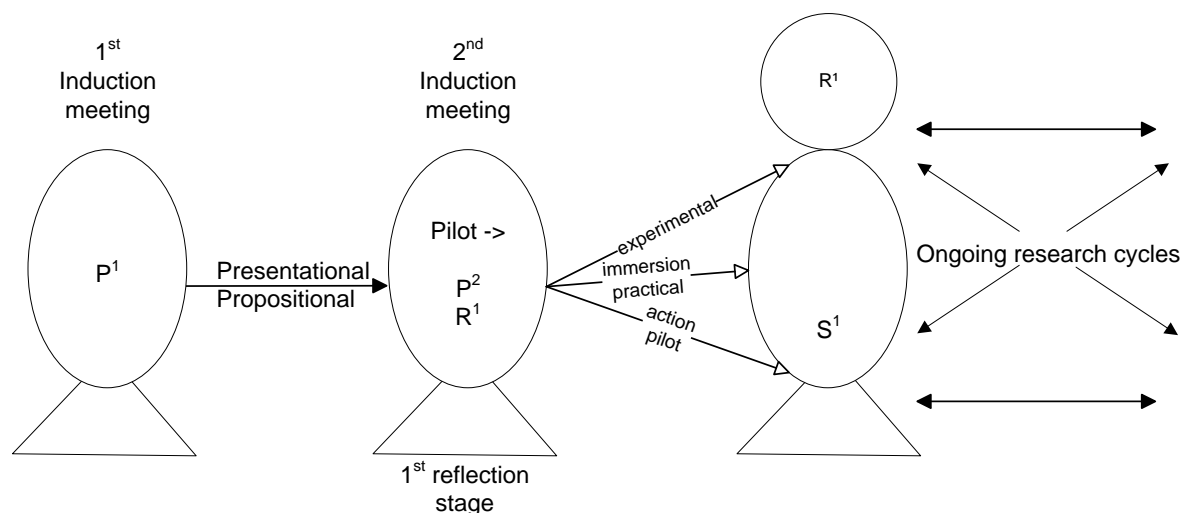 1st
Induction
meeting
P¹
Presentational
Propositional
2nd
Induction
meeting
Pilot ->
P²
R¹
1st reflection
stage
experimental
immersion
practical
action
pilot
R¹
S¹
Ongoing research cycles